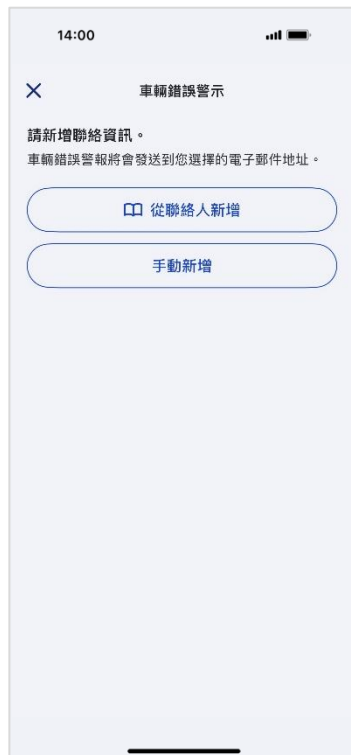 14:00
車輛錯誤警示
請新增聯絡資訊。
車輛錯誤警報將會發送到您選擇的電子郵件地址。
從聯絡人新增
手動新增